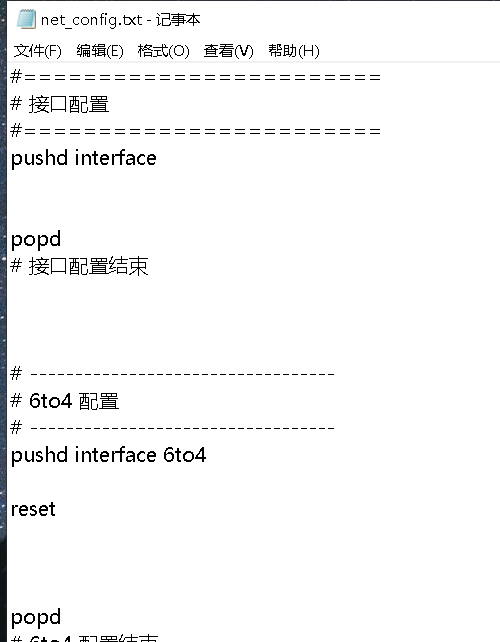 net_config.txt - 记事本
文件(F) 编辑(E) 格式(O) 查看(V) 帮助(H)
#========================
# 接口配置
#========================
pushd interface
popd
# 接口配置结束
# ----------------------------------
# 6to4 配置
# ----------------------------------
pushd interface 6to4
reset
popd
# 6to4 配置结束